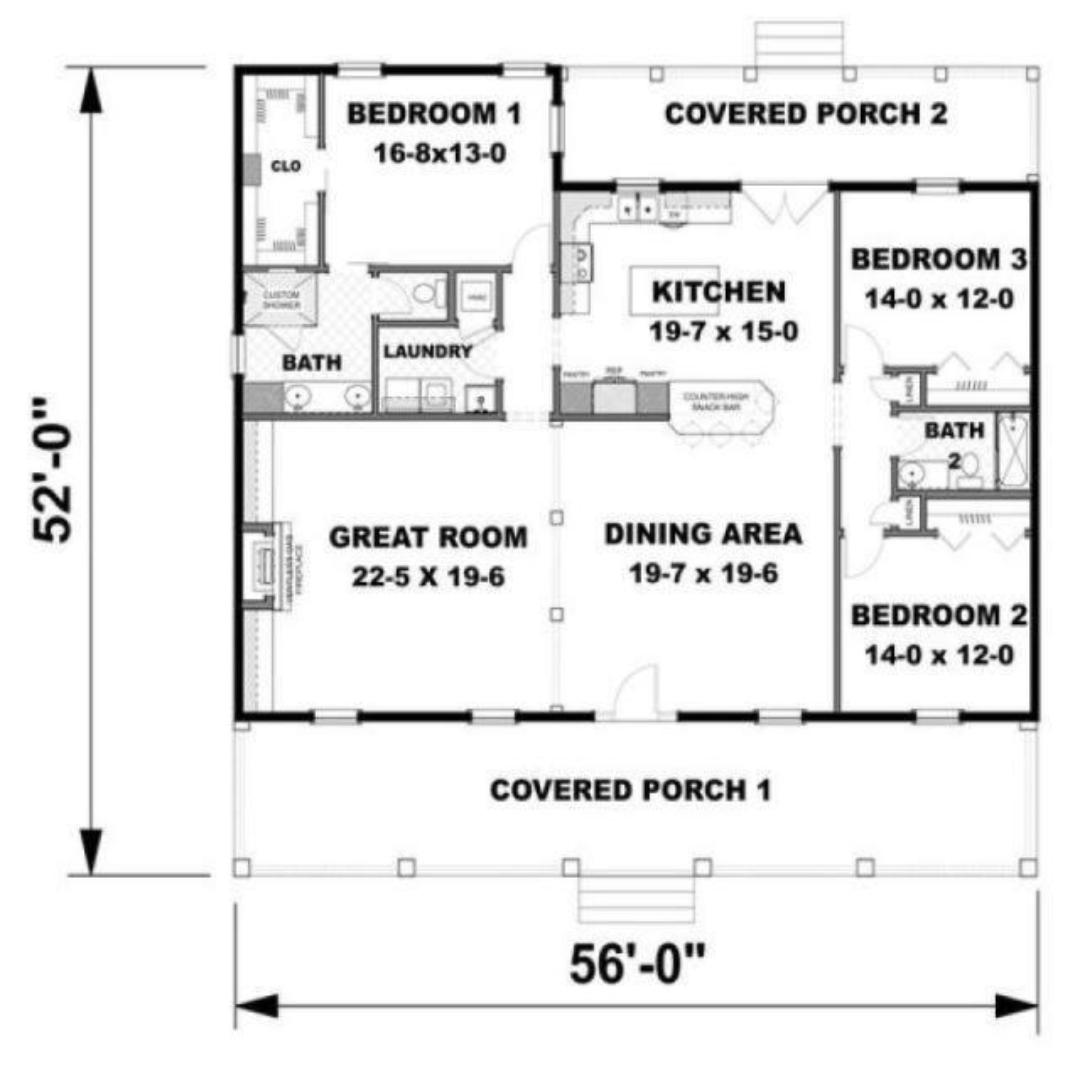 BEDROOM 1
16-8x13-0
COVERED PORCH 2
CLO
BEDROOM 3
14-0 x 12-0
KITCHEN
19-7 x 15-0
CUSTOM
SHOWER
HVAC
DW
BATH
LAUNDRY
PANTRY
REF
PANTRY
COUNTER-HIGH
SNACK BAR
LINEN
BATH
2
LINEN
52'-0"
GREAT ROOM
22-5 X 19-6
VENTLESS GAS
FIREPLACE
DINING AREA
19-7 x 19-6
BEDROOM 2
14-0 x 12-0
COVERED PORCH 1
56'-0"